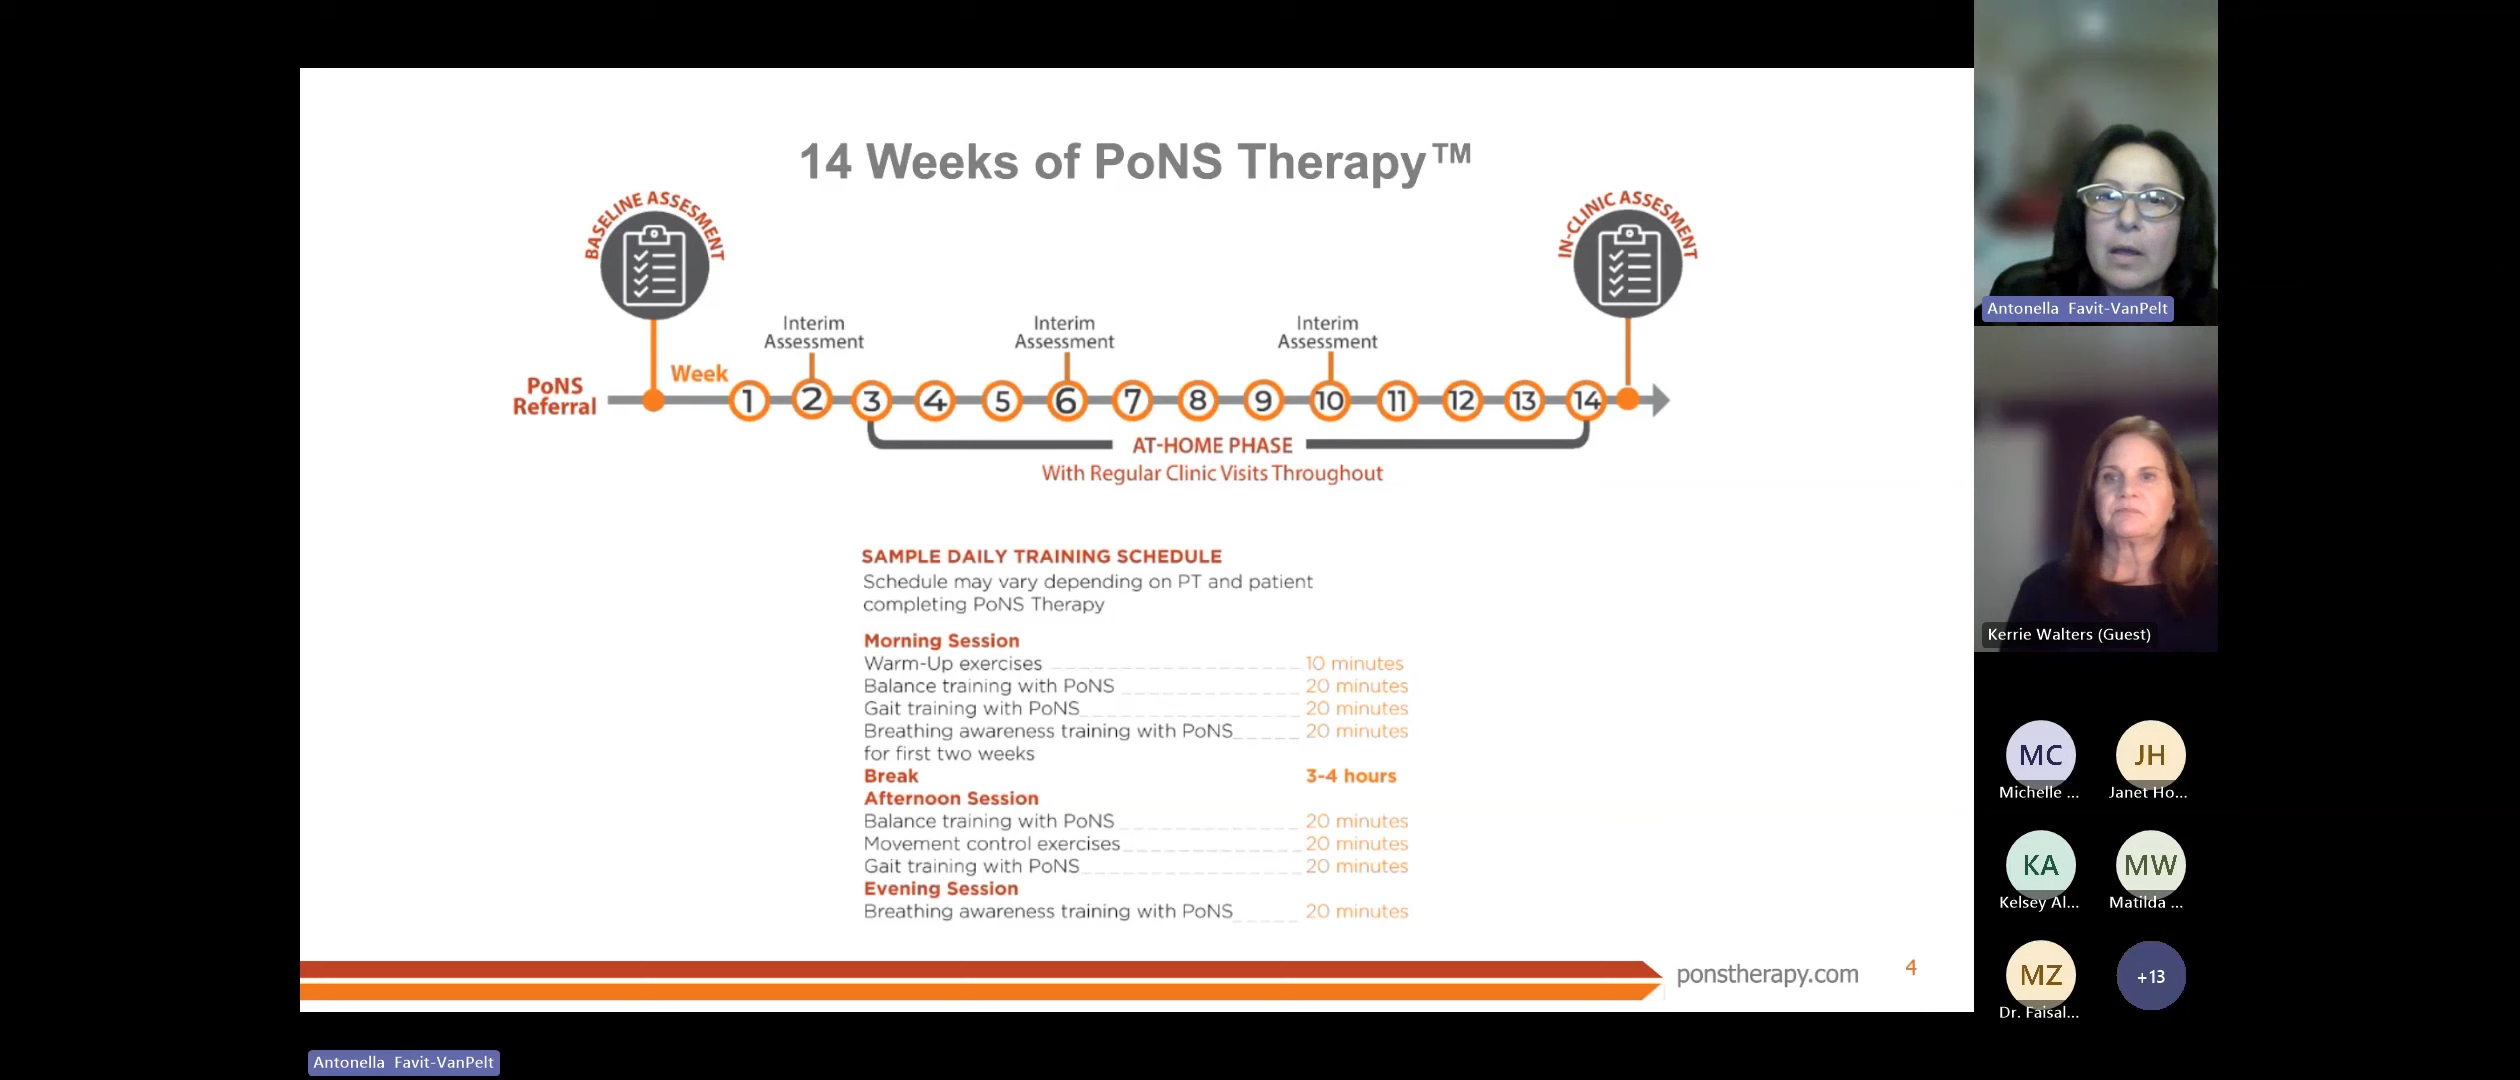 14 Weeks of PoNS Therapy™
BASELINE ASSESMENT
IN-CLINIC ASSESMENT
Interim
Assessment
Interim
Assessment
Interim
Assessment
PoNS
Referral
Week
1 2 3 4 5 6 7 8 9 10 11 12 13 14
AT-HOME PHASE
With Regular Clinic Visits Throughout
SAMPLE DAILY TRAINING SCHEDULE
Schedule may vary depending on PT and patient
completing PoNS Therapy
Morning Session
Warm-Up exercises 10 minutes
Balance training with PoNS 20 minutes
Gait training with PoNS 20 minutes
Breathing awareness training with PoNS 20 minutes
for first two weeks
Break 3-4 hours
Afternoon Session
Balance training with PoNS 20 minutes
Movement control exercises 20 minutes
Gait training with PoNS 20 minutes
Evening Session
Breathing awareness training with PoNS 20 minutes
ponstherapy.com 4
Antonella Favit-VanPelt
Antonella Favit-VanPelt
Kerrie Walters (Guest)
MC JH
Michelle ... Janet Ho...
KA MW
Kelsey Al... Matilda ...
MZ +13
Dr. Faisal...